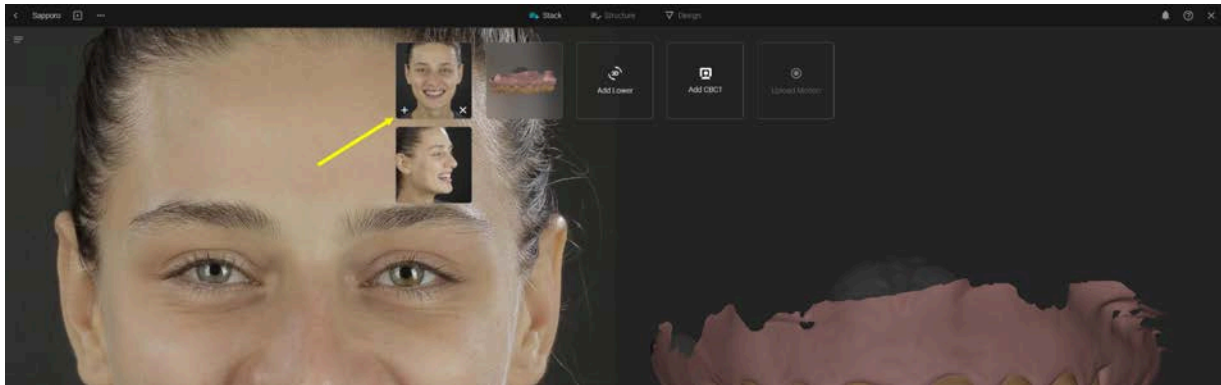 Sapporo
Stack
Structure
Design
Add Lower
Add CBCT
Upload Motion